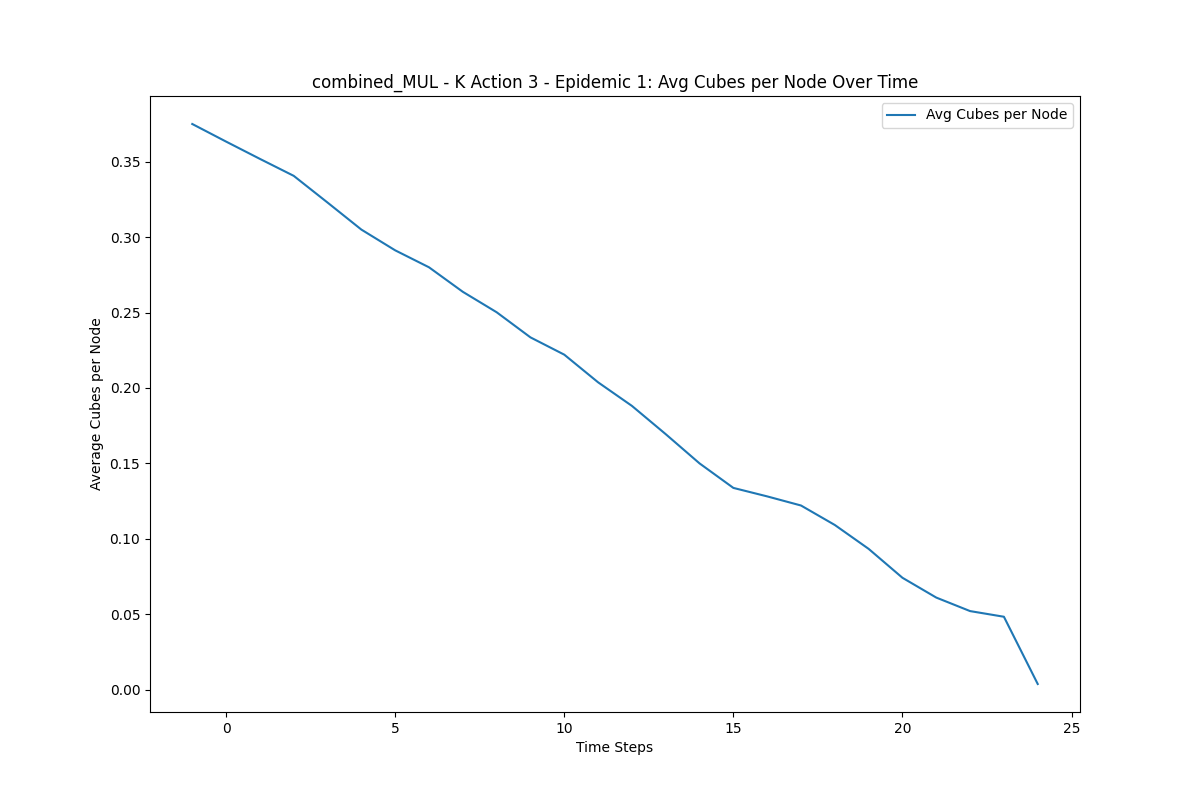 combined_MUL - K Action 3 - Epidemic 1: Avg Cubes per Node Over Time
Avg Cubes per Node
Average Cubes per Node
0.35
0.30
0.25
0.20
0.15
0.10
0.05
0.00
0 5 10 15 20 25
Time Steps